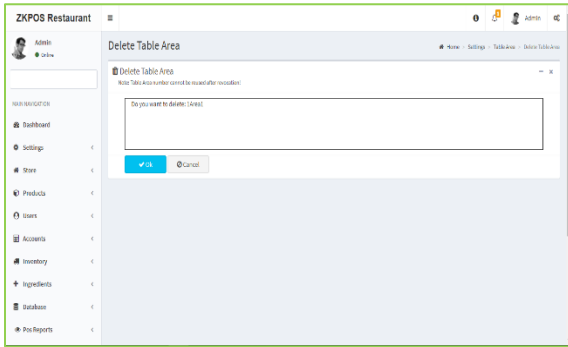 ZKPOS Restaurant
Admin
Admin
Online
MAIN NAVIGATION
Dashboard
Settings
Store
Products
Users
Accounts
Inventory
Ingredients
Database
Pos Reports
Delete Table Area
Home > Settings > Table Area > Delete Table Area
Delete Table Area
Note: Table Area number cannot be reused after revocation!
Do you want to delete: [Area]
Ok
Cancel